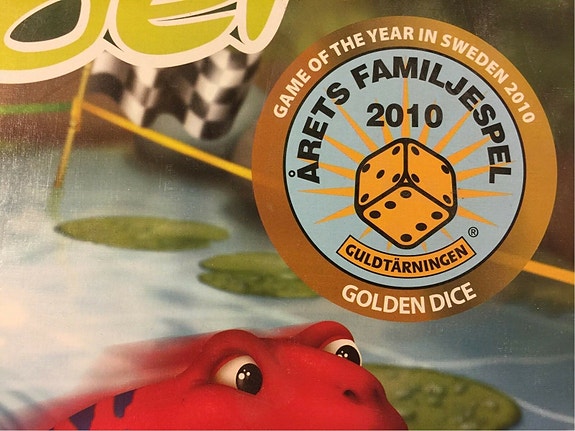 GAME OF THE YEAR IN SWEDEN 2010
ÅRETS FAMILJESPEL
2010
GULDTÄRNINGEN
®
GOLDEN DICE